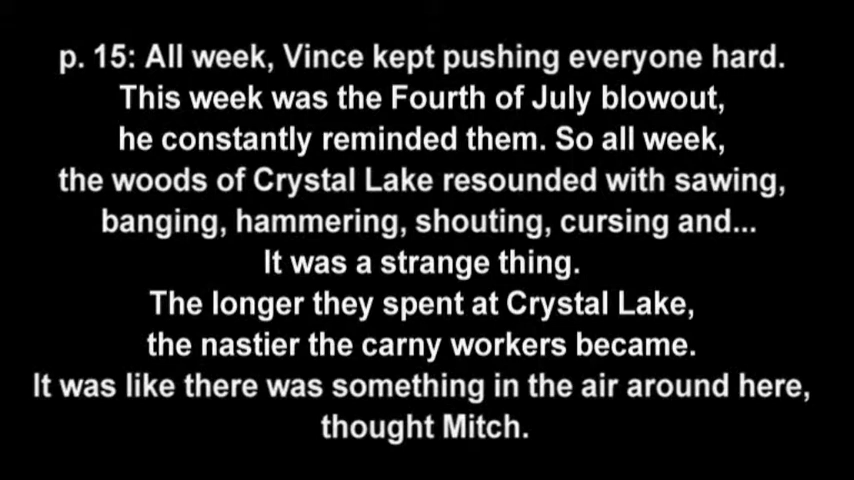 p. 15: All week, Vince kept pushing everyone hard.
This week was the Fourth of July blowout,
he constantly reminded them. So all week,
the woods of Crystal Lake resounded with sawing,
banging, hammering, shouting, cursing and...
It was a strange thing.
The longer they spent at Crystal Lake,
the nastier the carny workers became.
It was like there was something in the air around here,
thought Mitch.